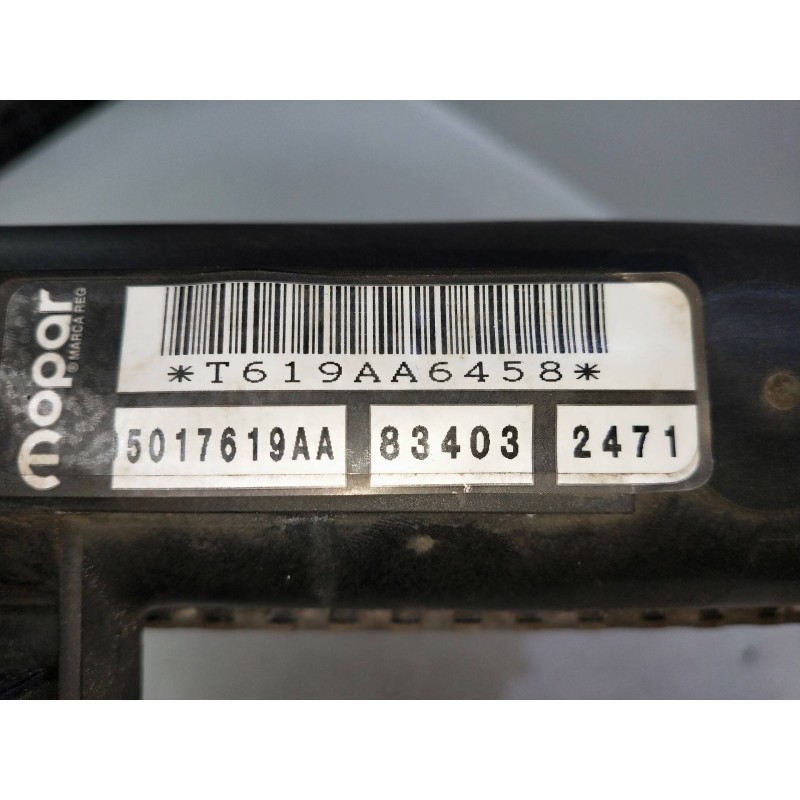 mopar
® MARCA REG
*T619AA6458*
5017619AA 83403 2471